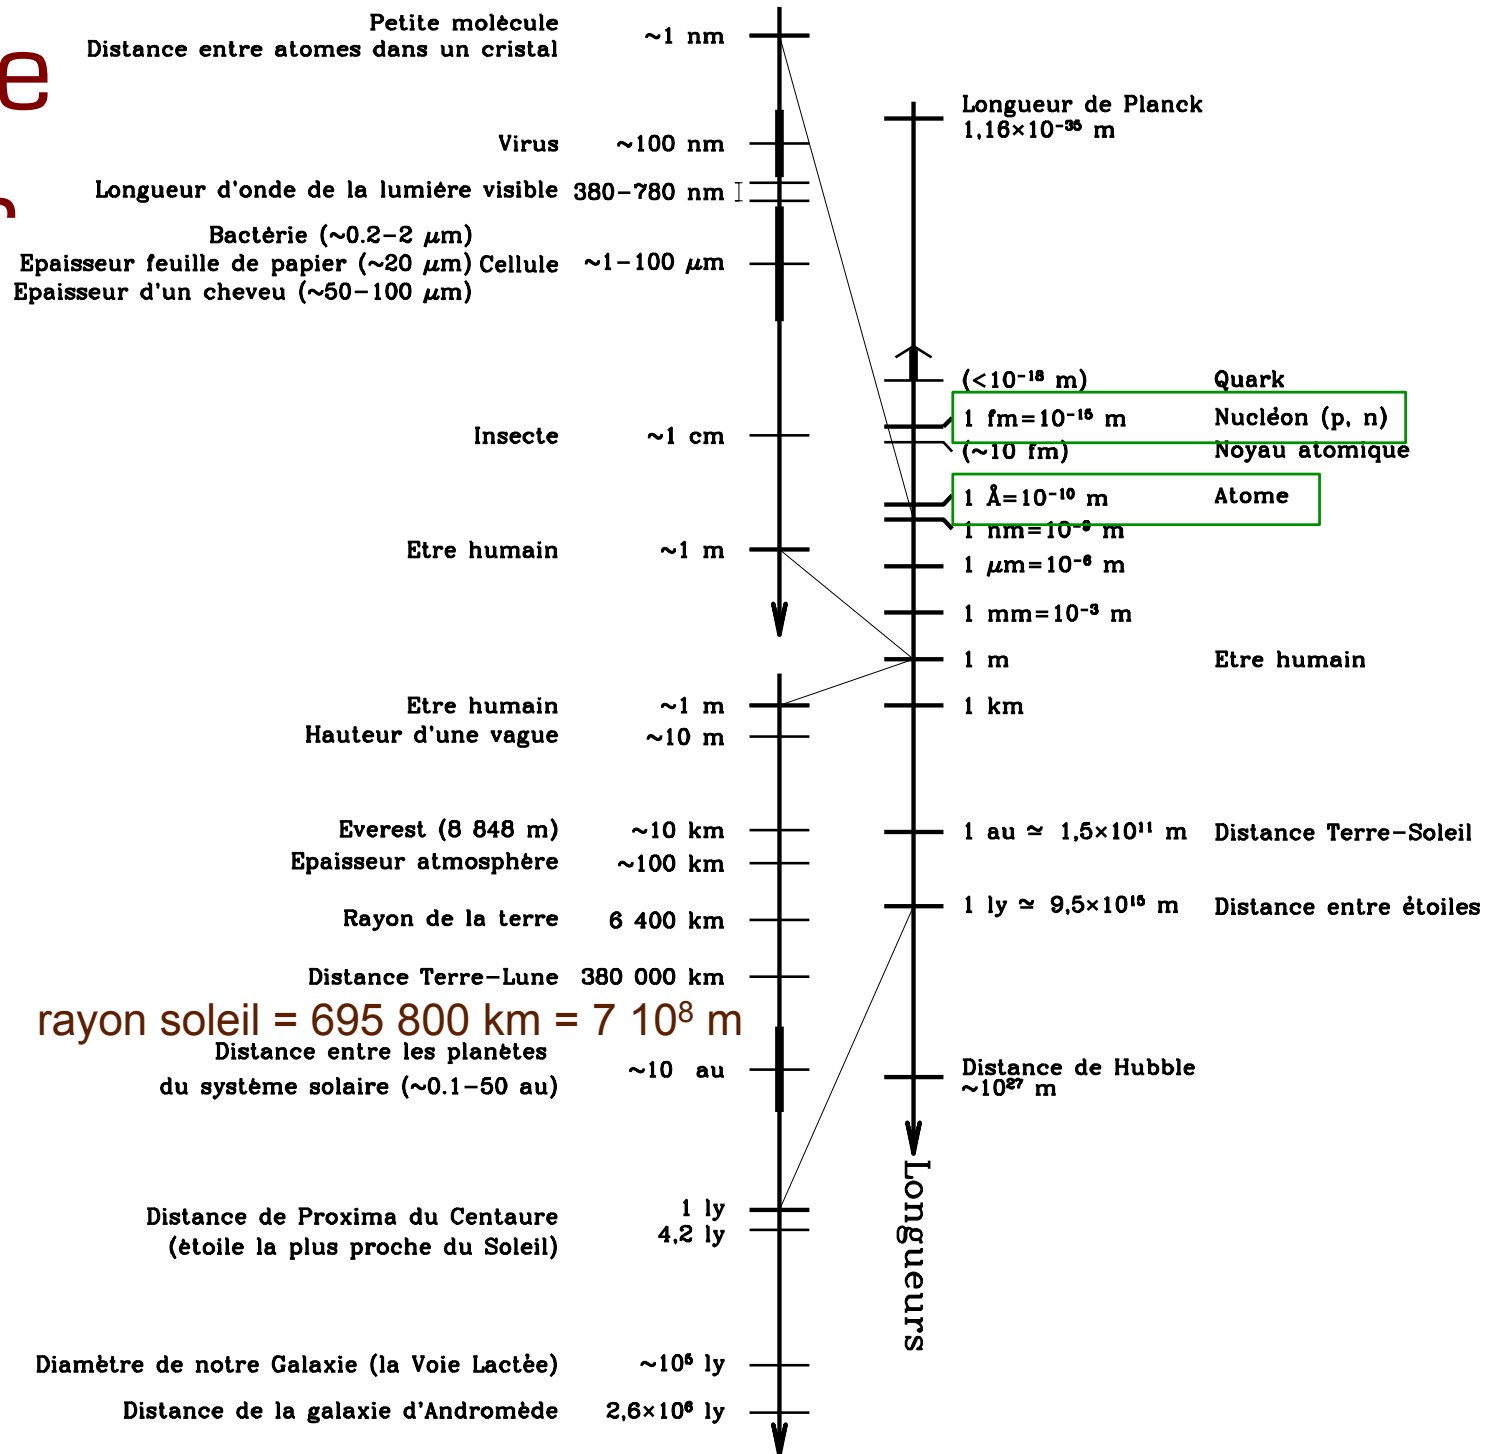 e
Petite molécule
Distance entre atomes dans un cristal ~1 nm
Virus ~100 nm
Longueur d'onde de la lumière visible 380-780 nm
Bactérie (~0.2-2 μm)
Epaisseur feuille de papier (~20 μm) Cellule ~1-100 μm
Epaisseur d'un cheveu (~50-100 μm)
Insecte ~1 cm
Etre humain ~1 m
Etre humain ~1 m
Hauteur d'une vague ~10 m
Everest (8 848 m) ~10 km
Epaisseur atmosphère ~100 km
Rayon de la terre 6 400 km
Distance Terre-Lune 380 000 km
rayon soleil = 695 800 km = 7 10⁸ m
Distance entre les planètes
du système solaire (~0.1-50 au) ~10 au
1 ly
Distance de Proxima du Centaure
(étoile la plus proche du Soleil) 4,2 ly
Diamètre de notre Galaxie (la Voie Lactée) ~10⁵ ly
Distance de la galaxie d'Andromède 2,6×10⁶ ly
Longueur de Planck
1,16×10⁻³⁵ m
(<10⁻¹⁸ m) Quark
1 fm=10⁻¹⁵ m Nucléon (p, n)
(~10 fm) Noyau atomique
1 Å=10⁻¹⁰ m Atome
1 nm=10⁻⁹ m
1 μm=10⁻⁶ m
1 mm=10⁻³ m
1 m Etre humain
1 km
1 au ≃ 1,5×10¹¹ m Distance Terre-Soleil
1 ly ≃ 9,5×10¹⁵ m Distance entre étoiles
Distance de Hubble
~10²⁷ m
Longueurs